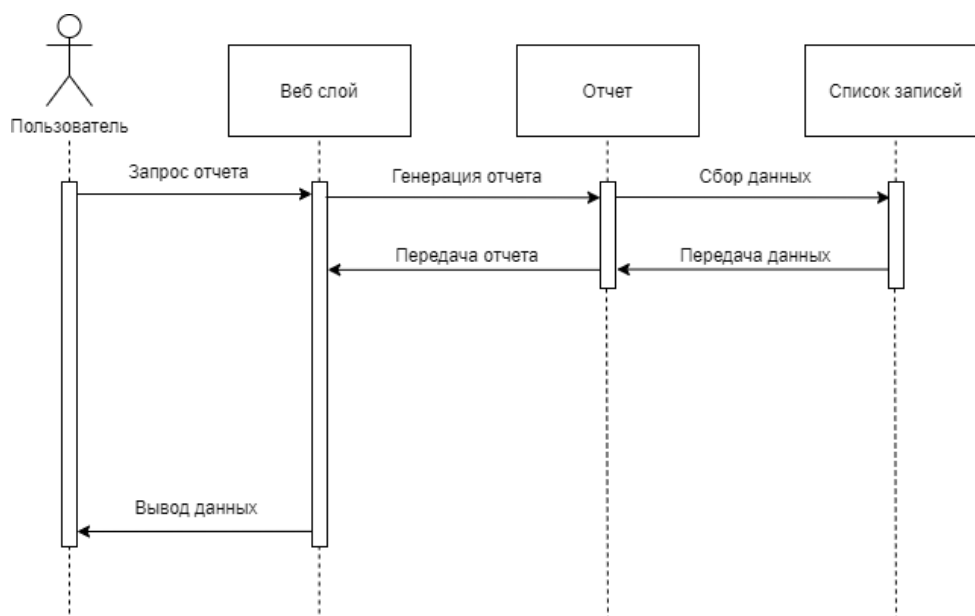 Пользователь
Веб слой
Отчет
Список записей
Запрос отчета
Генерация отчета
Сбор данных
Передача отчета
Передача данных
Вывод данных